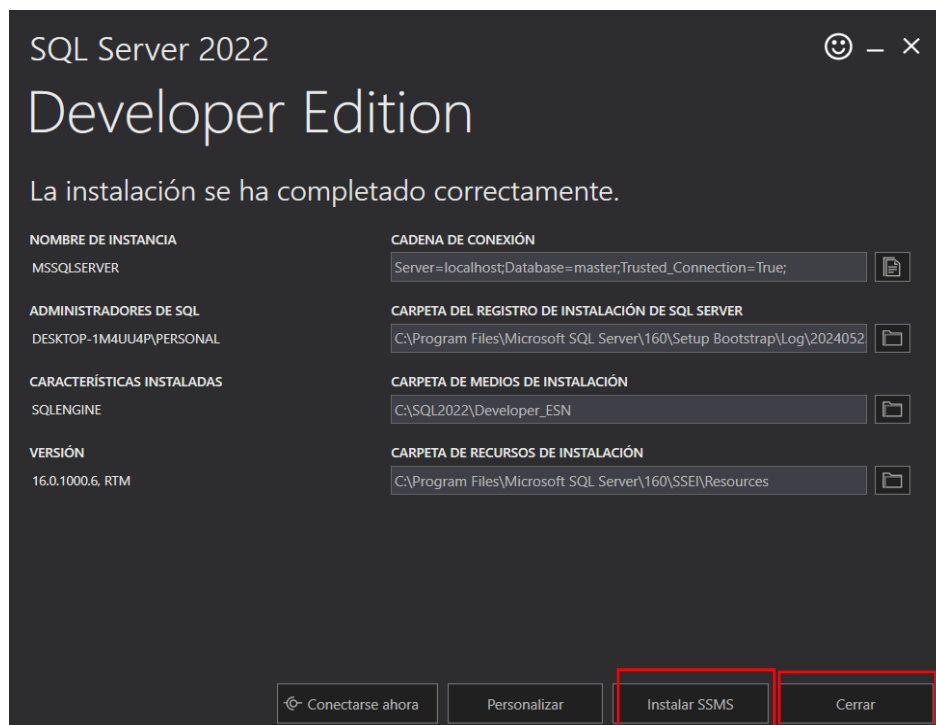 SQL Server 2022
Developer Edition
La instalación se ha completado correctamente.
NOMBRE DE INSTANCIA
MSSQLSERVER
CADENA DE CONEXIÓN
Server=localhost;Database=master;Trusted_Connection=True;
ADMINISTRADORES DE SQL
DESKTOP-1M4UU4P\PERSONAL
CARPETA DEL REGISTRO DE INSTALACIÓN DE SQL SERVER
C:\Program Files\Microsoft SQL Server\160\Setup Bootstrap\Log\2024052
CARACTERÍSTICAS INSTALADAS
SQLENGINE
CARPETA DE MEDIOS DE INSTALACIÓN
C:\SQL2022\Developer_ESN
VERSIÓN
16.0.1000.6, RTM
CARPETA DE RECURSOS DE INSTALACIÓN
C:\Program Files\Microsoft SQL Server\160\SSEI\Resources
Conectarse ahora
Personalizar
Instalar SSMS
Cerrar